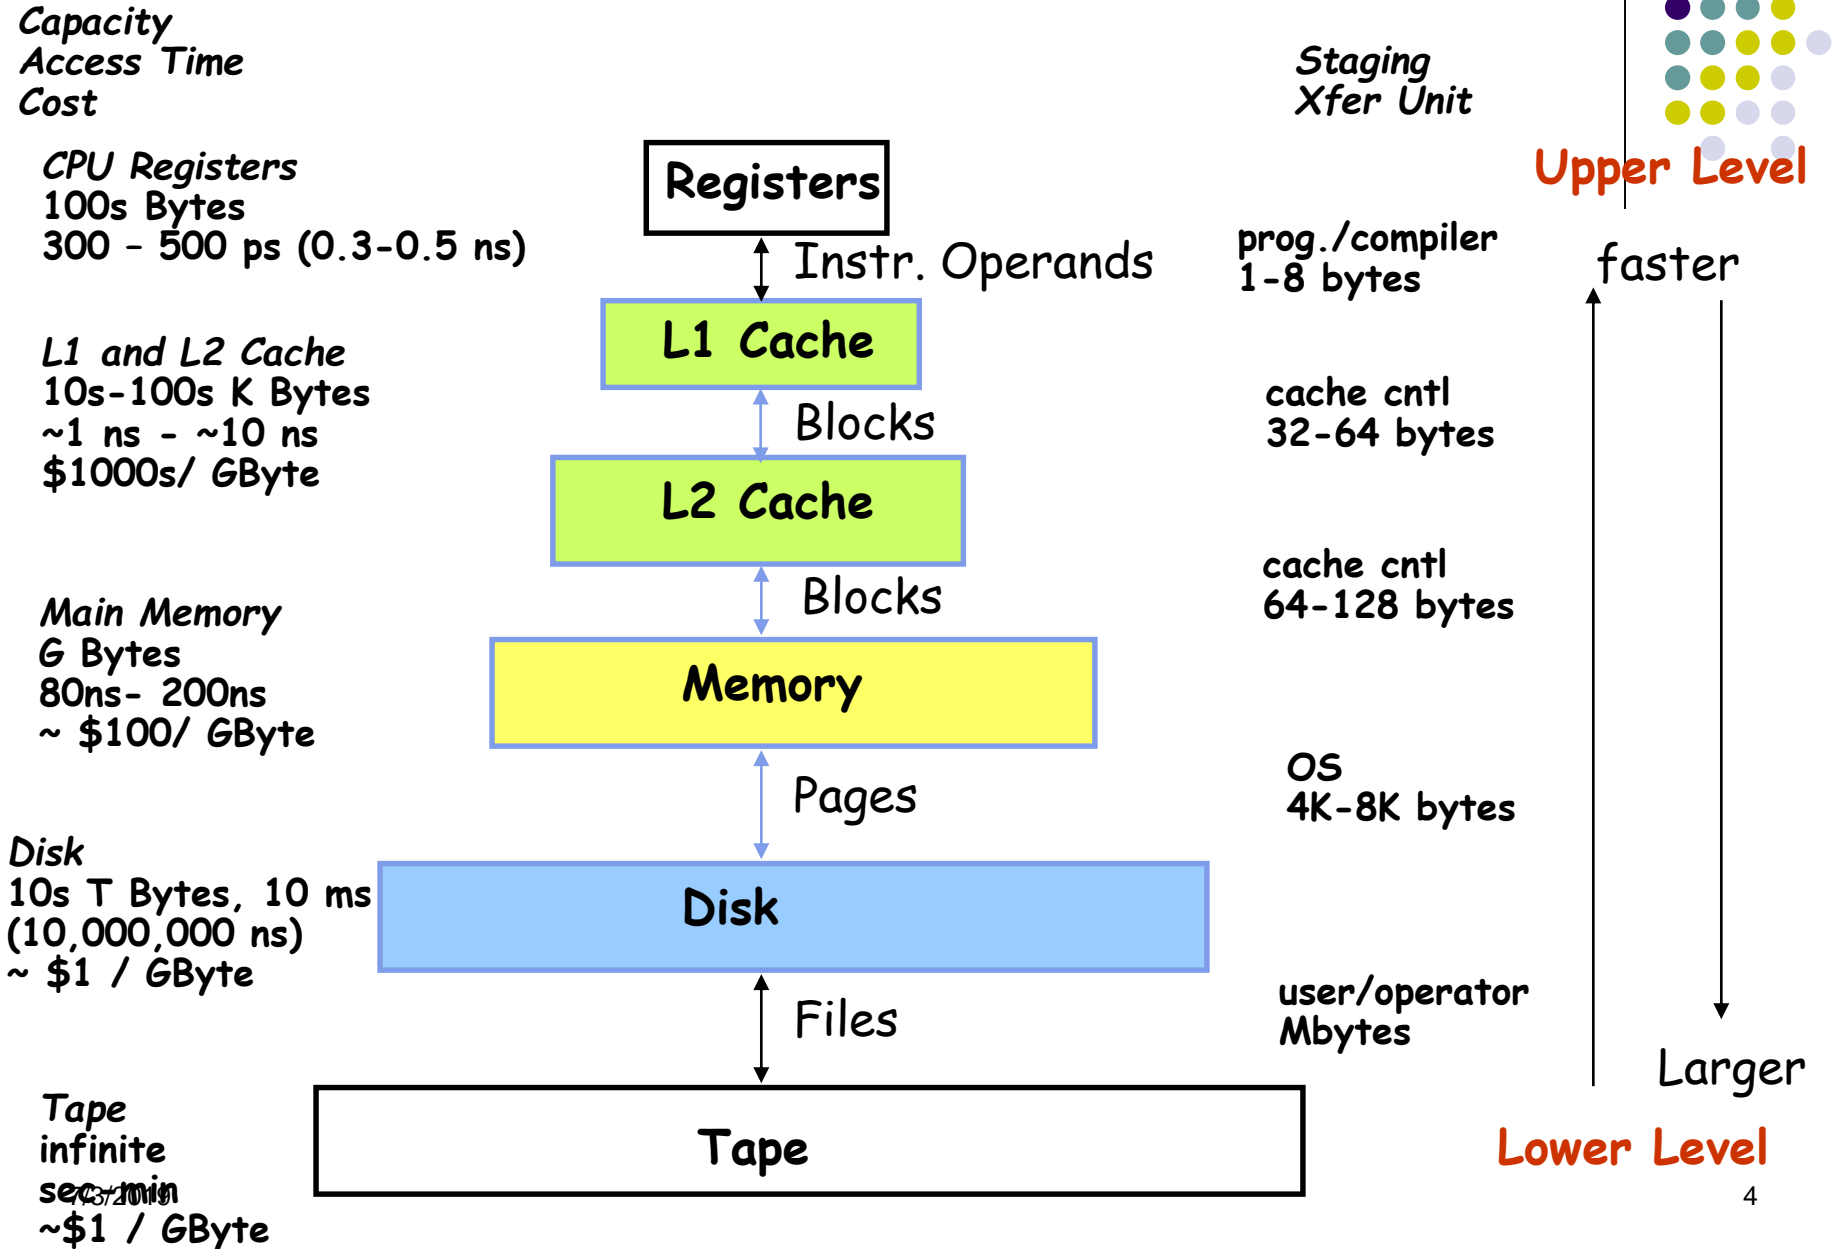 Capacity
Access Time
Cost
Staging
Xfer Unit
Upper Level
CPU Registers
100s Bytes
300 – 500 ps (0.3-0.5 ns)
Registers
Instr. Operands
prog./compiler
1-8 bytes
faster
L1 and L2 Cache
10s-100s K Bytes
~1 ns - ~10 ns
$1000s/ GByte
L1 Cache
Blocks
cache cntl
32-64 bytes
L2 Cache
Blocks
cache cntl
64-128 bytes
Main Memory
G Bytes
80ns- 200ns
~ $100/ GByte
Memory
Pages
OS
4K-8K bytes
Disk
10s T Bytes, 10 ms
(10,000,000 ns)
~ $1 / GByte
Disk
Files
user/operator
Mbytes
Larger
Tape
infinite
sec-min
~$1 / GByte
Tape
Lower Level
7/3/2019
4